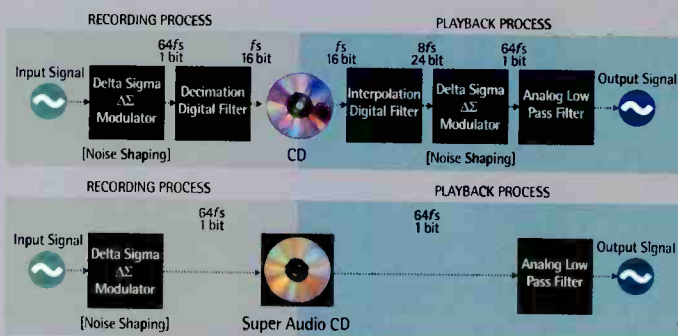 RECORDING PROCESS
PLAYBACK PROCESS
64fs
1 bit
fs
16 bit
fs
16 bit
8fs
24 bit
64fs
1 bit
Input Signal
Delta Sigma
ΔΣ
Modulator
Decimation
Digital Filter
CD
Interpolation
Digital Filter
Delta Sigma
ΔΣ
Modulator
Analog Low
Pass Filter
Output Signal
[Noise Shaping]
[Noise Shaping]
RECORDING PROCESS
PLAYBACK PROCESS
64fs
1 bit
64fs
1 bit
Input Signal
Delta Sigma
ΔΣ
Modulator
Analog Low
Pass Filter
Output Signal
[Noise Shaping]
Super Audio CD